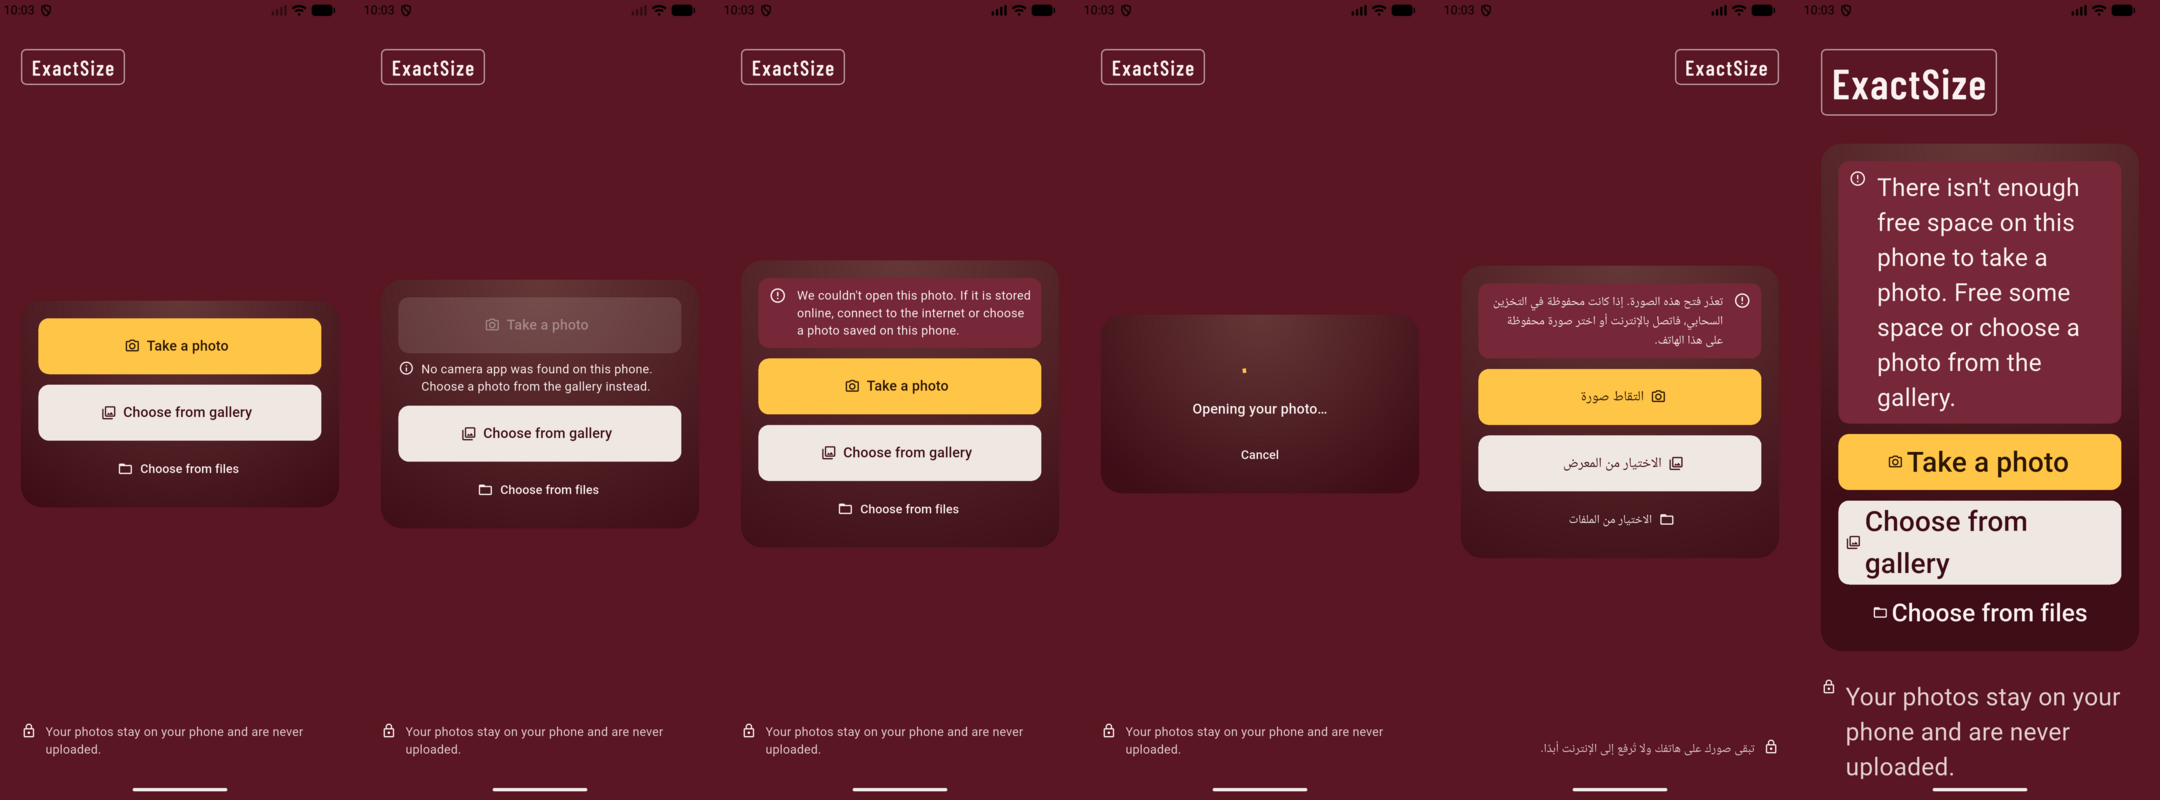 10:03
ExactSize
Take a photo
Choose from gallery
Choose from files
Your photos stay on your phone and are never
uploaded.
10:03
ExactSize
Take a photo
No camera app was found on this phone.
Choose a photo from the gallery instead.
Choose from gallery
Choose from files
Your photos stay on your phone and are never
uploaded.
10:03
ExactSize
We couldn't open this photo. If it is stored
online, connect to the internet or choose
a photo saved on this phone.
Take a photo
Choose from gallery
Choose from files
Your photos stay on your phone and are never
uploaded.
10:03
ExactSize
Opening your photo…
Cancel
Your photos stay on your phone and are never
uploaded.
10:03
ExactSize
تعذّر فتح هذه الصورة. إذا كانت محفوظة في التخزين
السحابي، فاتصل بالإنترنت أو اختر صورة محفوظة
على هذا الهاتف.
التقاط صورة
الاختيار من المعرض
الاختيار من الملفات
تبقى صورك على هاتفك ولا تُرفع إلى الإنترنت أبدًا.
10:03
ExactSize
There isn't enough
free space on this
phone to take a
photo. Free some
space or choose a
photo from the
gallery.
Take a photo
Choose from
gallery
Choose from files
Your photos stay on your
phone and are never
uploaded.